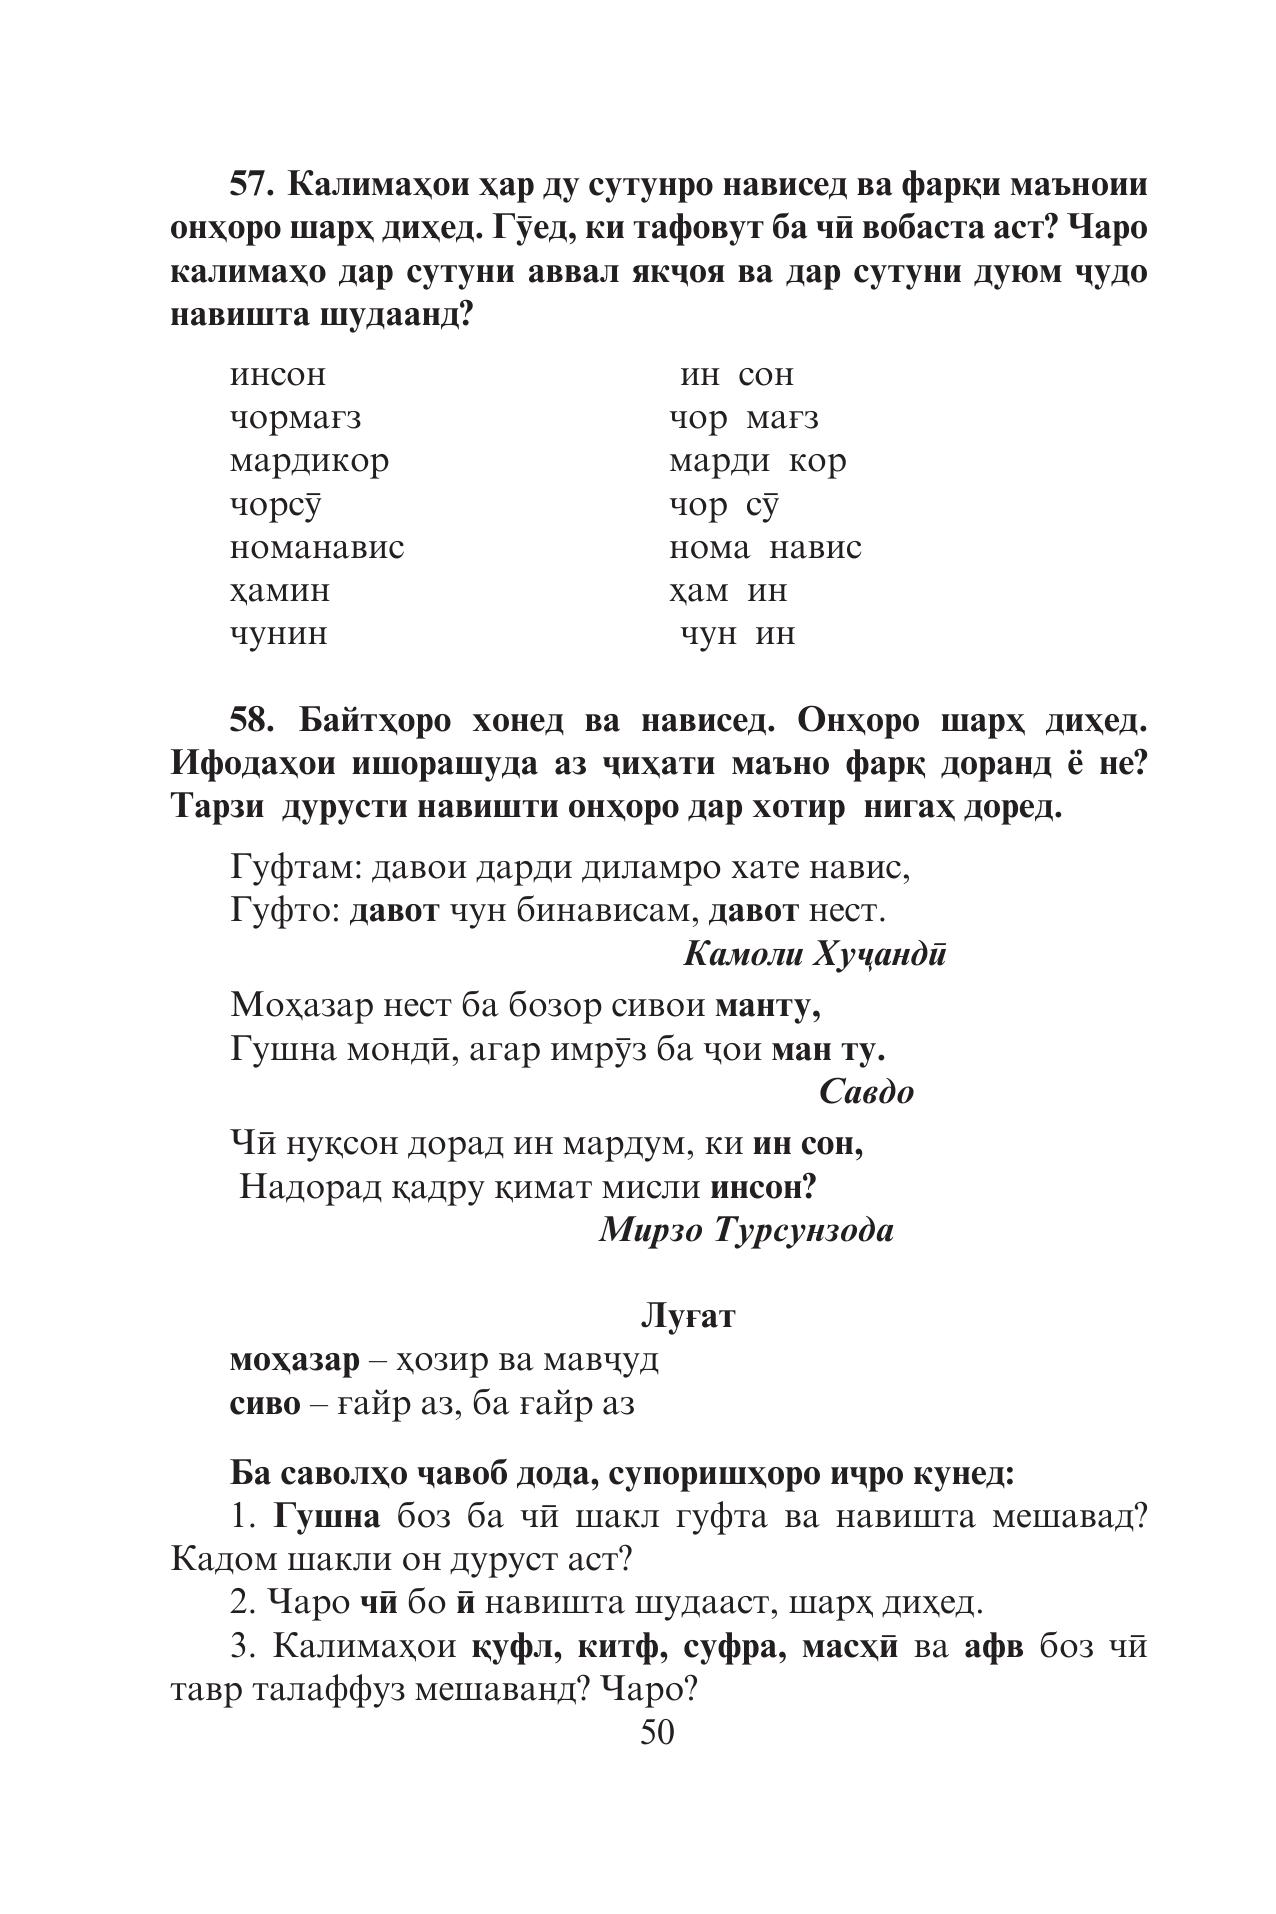 57. Калимаҳои ҳар ду сутунро нависед ва фарқи маъноии
онҳоро шарҳ диҳед. Гӯед, ки тафовут ба чӣ вобаста аст? Чаро
калимаҳо дар сутуни аввал якҷоя ва дар сутуни дуюм ҷудо
навишта шудаанд?
инсон ин сон
чормағз чор мағз
мардикор марди кор
чорсӯ чор сӯ
номанавис нома навис
ҳамин ҳам ин
чунин чун ин
58. Байтҳоро хонед ва нависед. Онҳоро шарҳ диҳед.
Ифодаҳои ишорашуда аз ҷиҳати маъно фарқ доранд ё не?
Тарзи дурусти навишти онҳоро дар хотир нигаҳ доред.
Гуфтам: давои дарди диламро хате навис,
Гуфто: давот чун бинависам, давот нест.
Камоли Хуҷандӣ
Моҳазар нест ба бозор сивои манту,
Гушна мондӣ, агар имрӯз ба ҷои ман ту.
Савдо
Чӣ нуқсон дорад ин мардум, ки ин сон,
Надорад қадру қимат мисли инсон?
Мирзо Турсунзода
Луғат
моҳазар – ҳозир ва мавҷуд
сиво – ғайр аз, ба ғайр аз
Ба саволҳо ҷавоб дода, супоришҳоро иҷро кунед:
1. Гушна боз ба чӣ шакл гуфта ва навишта мешавад?
Кадом шакли он дуруст аст?
2. Чаро чӣ бо ӣ навишта шудааст, шарҳ диҳед.
3. Калимаҳои қуфл, китф, суфра, масҳӣ ва афв боз чӣ
тавр талаффуз мешаванд? Чаро?
50